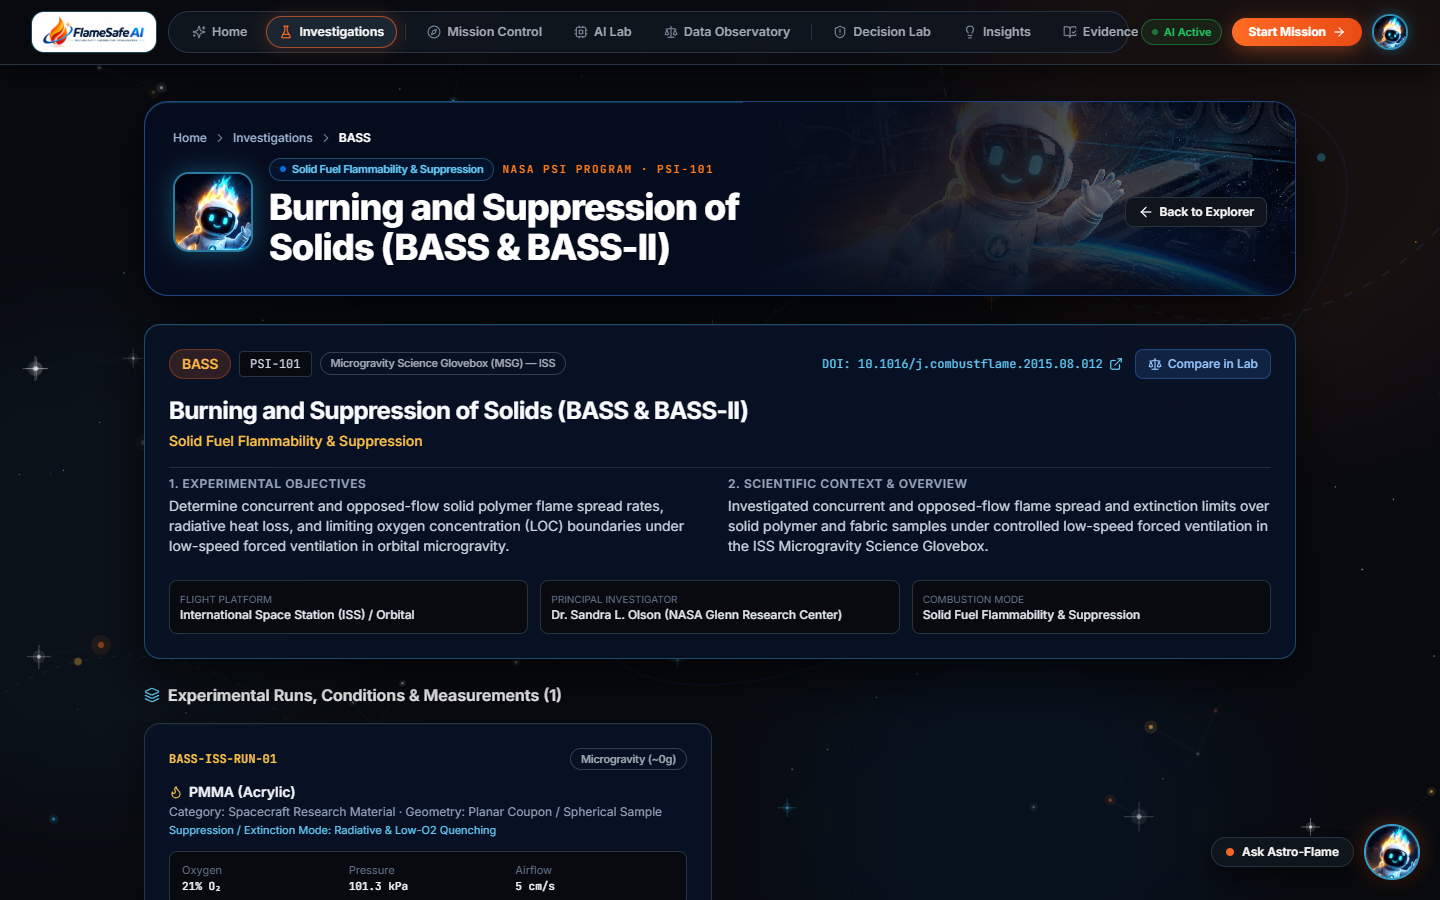 FlameSafe AI
Home
Investigations
Mission Control
AI Lab
Data Observatory
Decision Lab
Insights
Evidence
AI Active
Start Mission
Home
Investigations
BASS
Solid Fuel Flammability & Suppression
NASA PSI PROGRAM · PSI-101
Burning and Suppression of
Solids (BASS & BASS-II)
Back to Explorer
BASS
PSI-101
Microgravity Science Glovebox (MSG) — ISS
DOI: 10.1016/j.combustflame.2015.08.012
Compare in Lab
Burning and Suppression of Solids (BASS & BASS-II)
Solid Fuel Flammability & Suppression
1. EXPERIMENTAL OBJECTIVES
Determine concurrent and opposed-flow solid polymer flame spread rates,
radiative heat loss, and limiting oxygen concentration (LOC) boundaries under
low-speed forced ventilation in orbital microgravity.
2. SCIENTIFIC CONTEXT & OVERVIEW
Investigated concurrent and opposed-flow flame spread and extinction limits over
solid polymer and fabric samples under controlled low-speed forced ventilation in
the ISS Microgravity Science Glovebox.
FLIGHT PLATFORM
International Space Station (ISS) / Orbital
PRINCIPAL INVESTIGATOR
Dr. Sandra L. Olson (NASA Glenn Research Center)
COMBUSTION MODE
Solid Fuel Flammability & Suppression
Experimental Runs, Conditions & Measurements (1)
BASS-ISS-RUN-01
Microgravity (~0g)
PMMA (Acrylic)
Category: Spacecraft Research Material · Geometry: Planar Coupon / Spherical Sample
Suppression / Extinction Mode: Radiative & Low-O2 Quenching
Oxygen
21% O₂
Pressure
101.3 kPa
Airflow
5 cm/s
Ask Astro-Flame